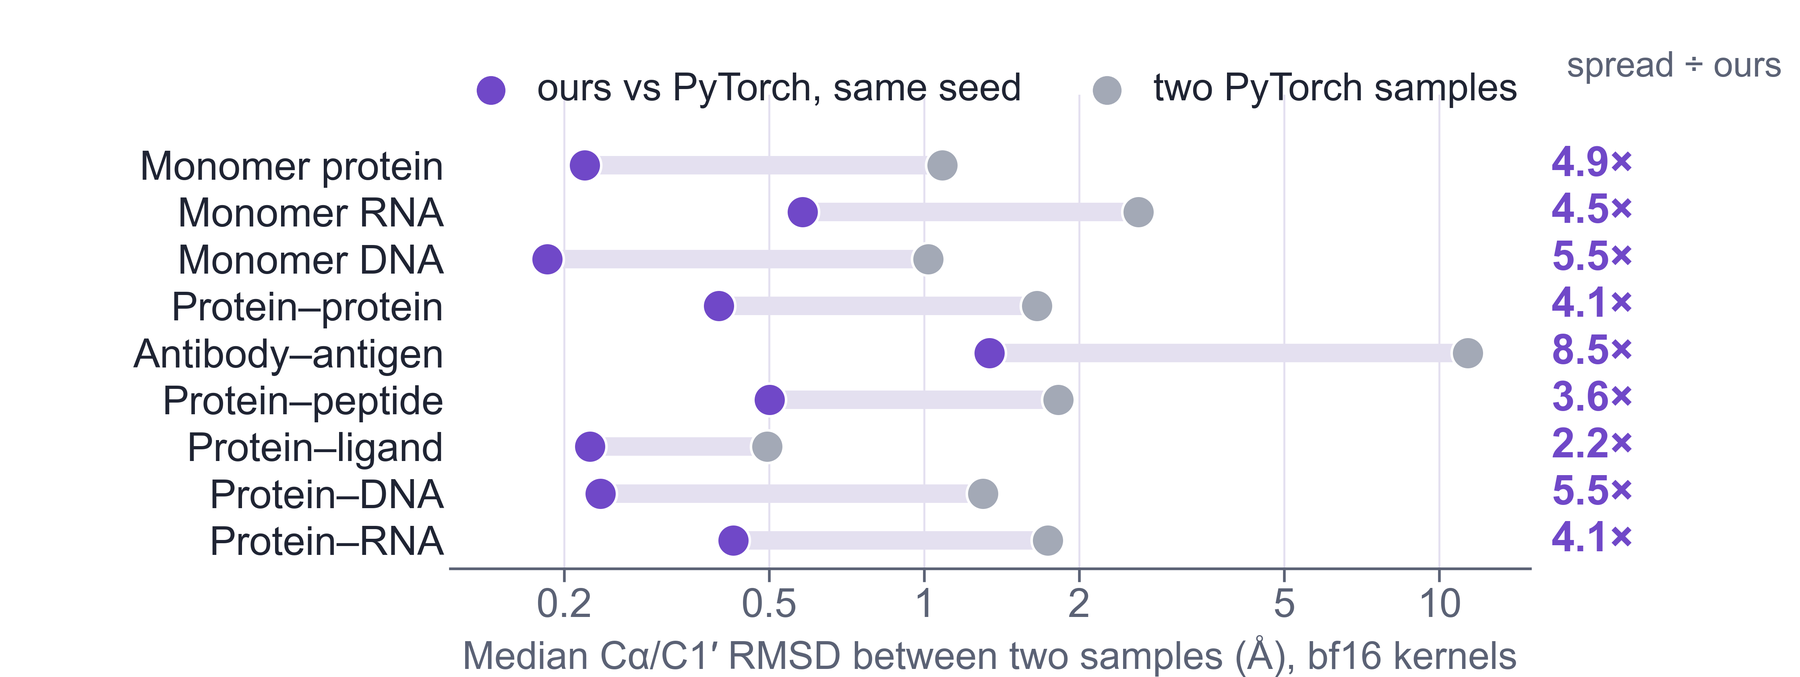 spread ÷ ours
ours vs PyTorch, same seed
two PyTorch samples
Monomer protein 4.9×
Monomer RNA 4.5×
Monomer DNA 5.5×
Protein–protein 4.1×
Antibody–antigen 8.5×
Protein–peptide 3.6×
Protein–ligand 2.2×
Protein–DNA 5.5×
Protein–RNA 4.1×
0.2 0.5 1 2 5 10
Median Cα/C1′ RMSD between two samples (Å), bf16 kernels